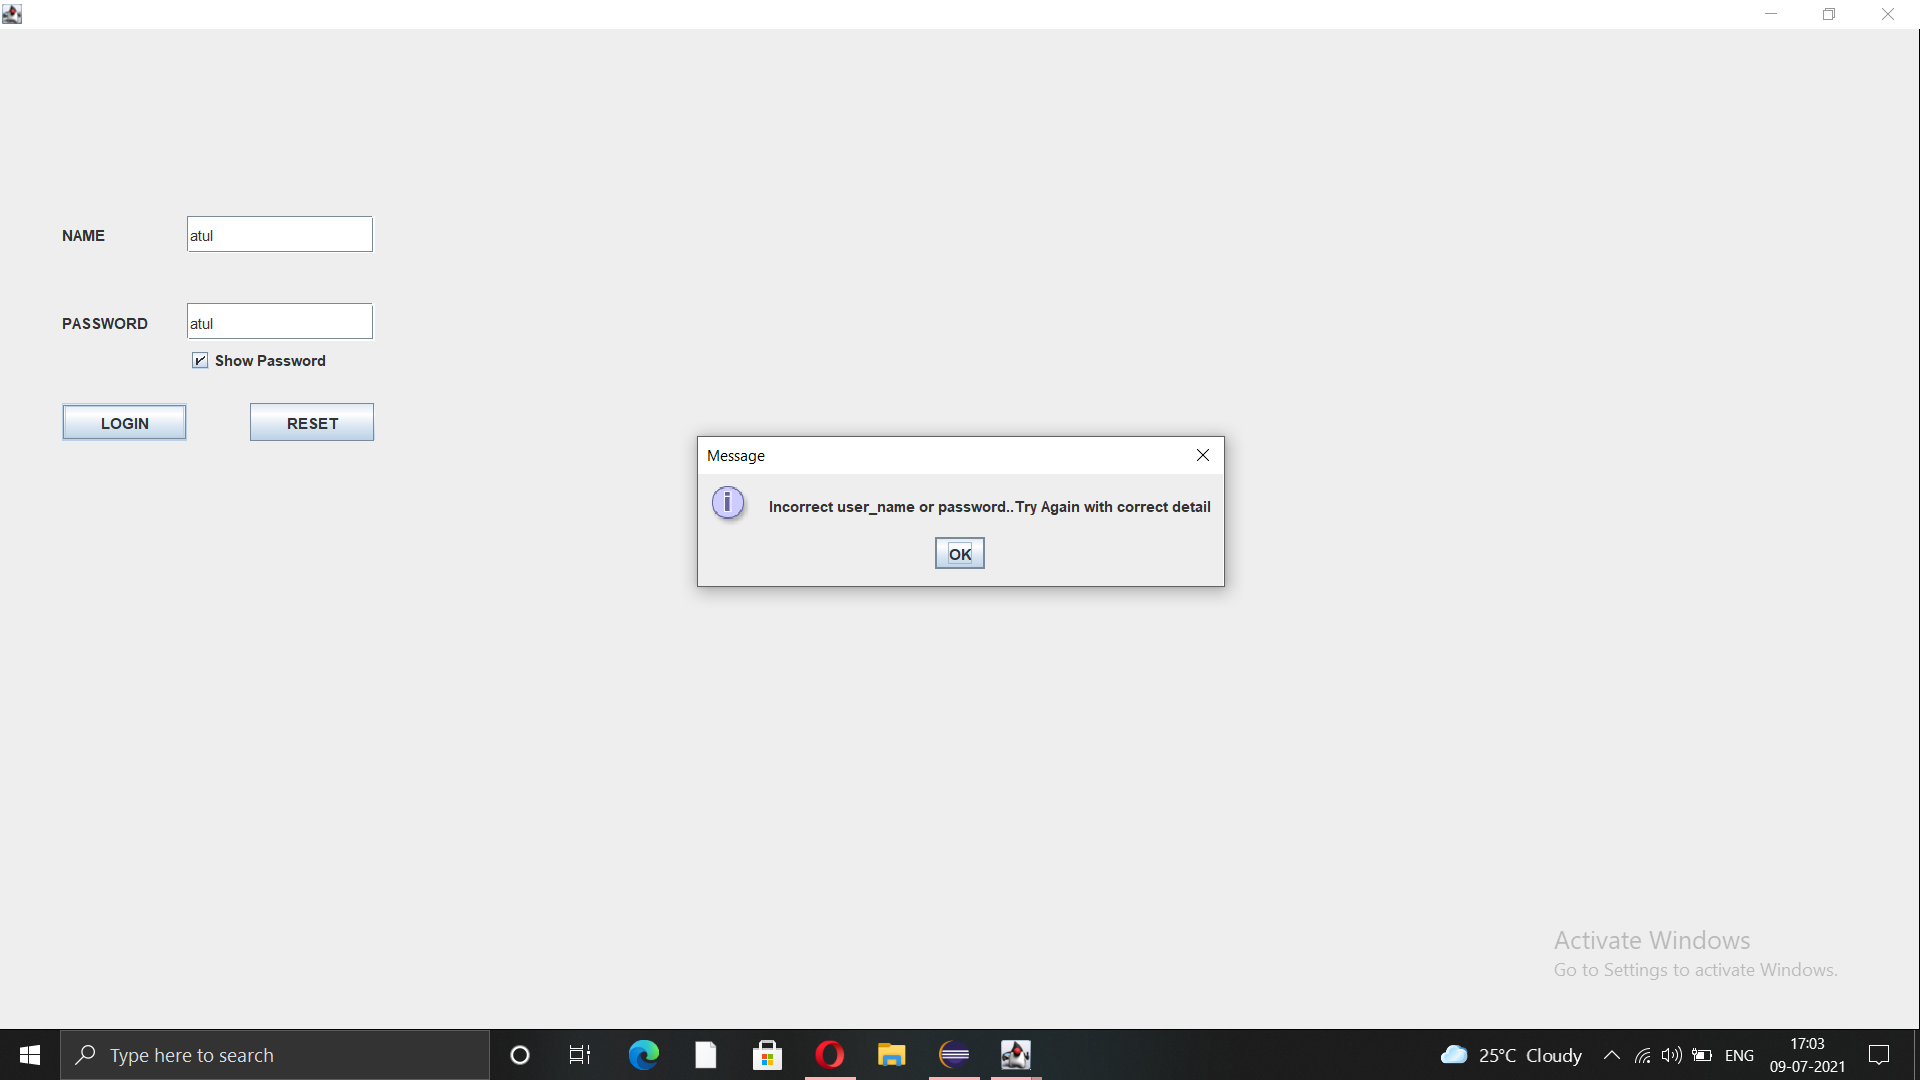 NAME
atul
PASSWORD
atul
Show Password
LOGIN
RESET
Message
Incorrect user_name or password..Try Again with correct detail
OK
Activate Windows
Go to Settings to activate Windows.
Type here to search
25°C Cloudy
ENG
17:03
09-07-2021